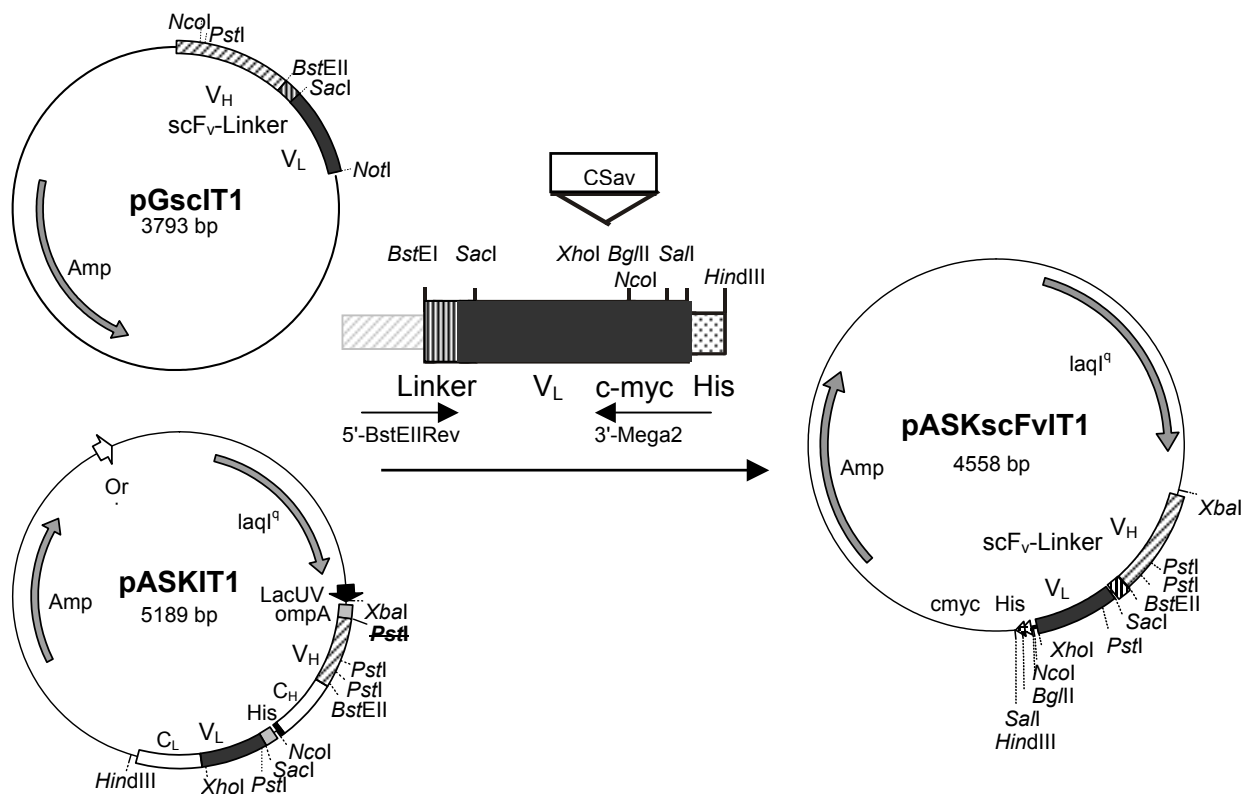 NcoI
PstI
BstEII
SacI
VH
scFv-Linker
VL
NotI
pGscIT1
3793 bp
Amp
CSav
XhoI BglII SalI
BstEI SacI
NcoI
HindIII
Linker VL c-myc His
5'-BstEIIRev
3'-Mega2
Or
.
laqIq
Amp
pASKIT1
5189 bp
LacUV
ompA
XbaI
PstI
VH
PstI
PstI
CH
BstEII
His
VL
CL
NcoI
SacI
PstI
XhoI
HindIII
laqIq
Amp
pASKscFvIT1
4558 bp
XbaI
VH
scFv-Linker
PstI
PstI
VL
BstEII
cmyc
His
SacI
PstI
XhoI
NcoI
BglII
SalI
HindIII